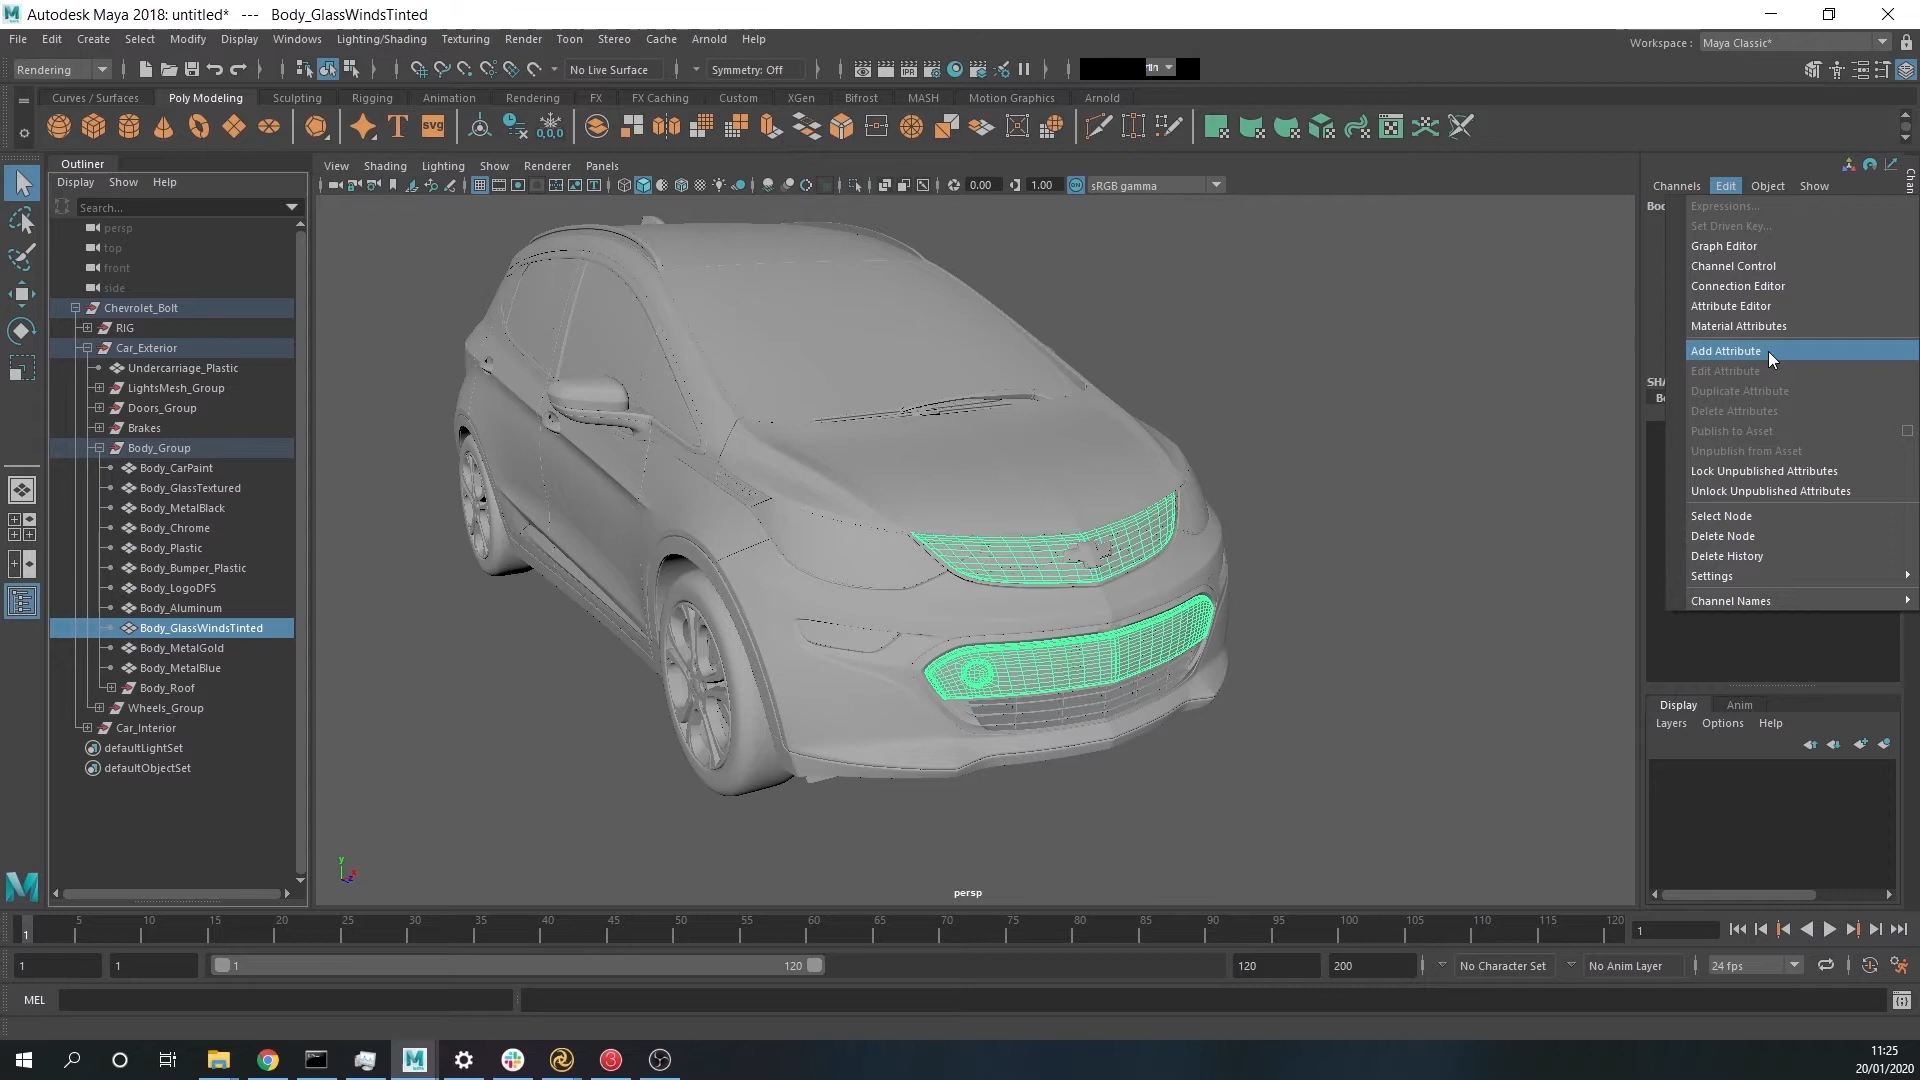 Autodesk Maya 2018: untitled*   ---   Body_GlassWindsTinted
File Edit Create Select Modify Display Windows Lighting/Shading Texturing Render Toon Stereo Cache Arnold Help
Workspace : Maya Classic*
Rendering No Live Surface Symmetry: Off
Curves / Surfaces Poly Modeling Sculpting Rigging Animation Rendering FX FX Caching Custom XGen Bifrost MASH Motion Graphics Arnold
T SVG 0,0,0
Outliner
Display Show Help
Search...
persp
top
front
side
Chevrolet_Bolt
RIG
Car_Exterior
Undercarriage_Plastic
LightsMesh_Group
Doors_Group
Brakes
Body_Group
Body_CarPaint
Body_GlassTextured
Body_MetalBlack
Body_Chrome
Body_Plastic
Body_Bumper_Plastic
Body_LogoDFS
Body_Aluminum
Body_GlassWindsTinted
Body_MetalGold
Body_MetalBlue
Body_Roof
Wheels_Group
Car_Interior
defaultLightSet
defaultObjectSet
View Shading Lighting Show Renderer Panels
0.00 1.00 ON sRGB gamma
y
persp
Channels Edit Object Show
Expressions...
Set Driven Key...
Graph Editor
Channel Control
Connection Editor
Attribute Editor
Material Attributes
Add Attribute
Edit Attribute
Duplicate Attribute
Delete Attributes
Publish to Asset
Unpublish from Asset
Lock Unpublished Attributes
Unlock Unpublished Attributes
Select Node
Delete Node
Delete History
Settings
Channel Names
Display Anim
Layers Options Help
5 10 15 20 25 30 35 40 45 50 55 60 65 70 75 80 85 90 95 100 105 110 115 120
1
1
1 1 1 120 120 200 No Character Set No Anim Layer 24 fps
MEL
11:25
20/01/2020